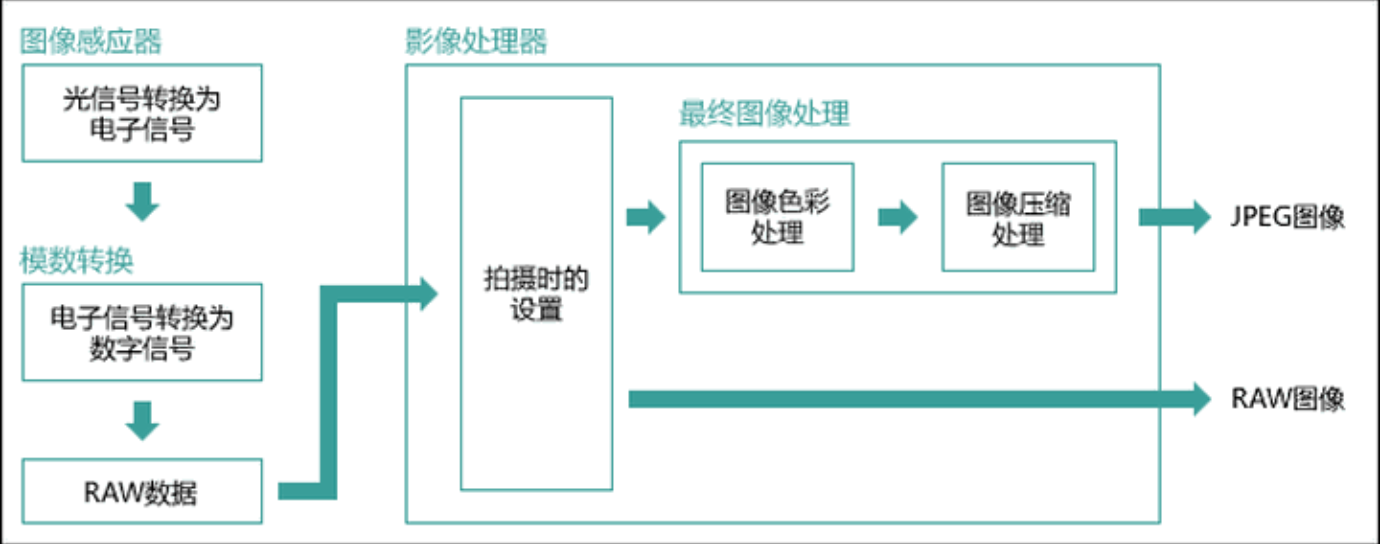 图像感应器
光信号转换为
电子信号
模数转换
电子信号转换为
数字信号
RAW数据
影像处理器
拍摄时的
设置
最终图像处理
图像色彩
处理
图像压缩
处理
JPEG图像
RAW图像